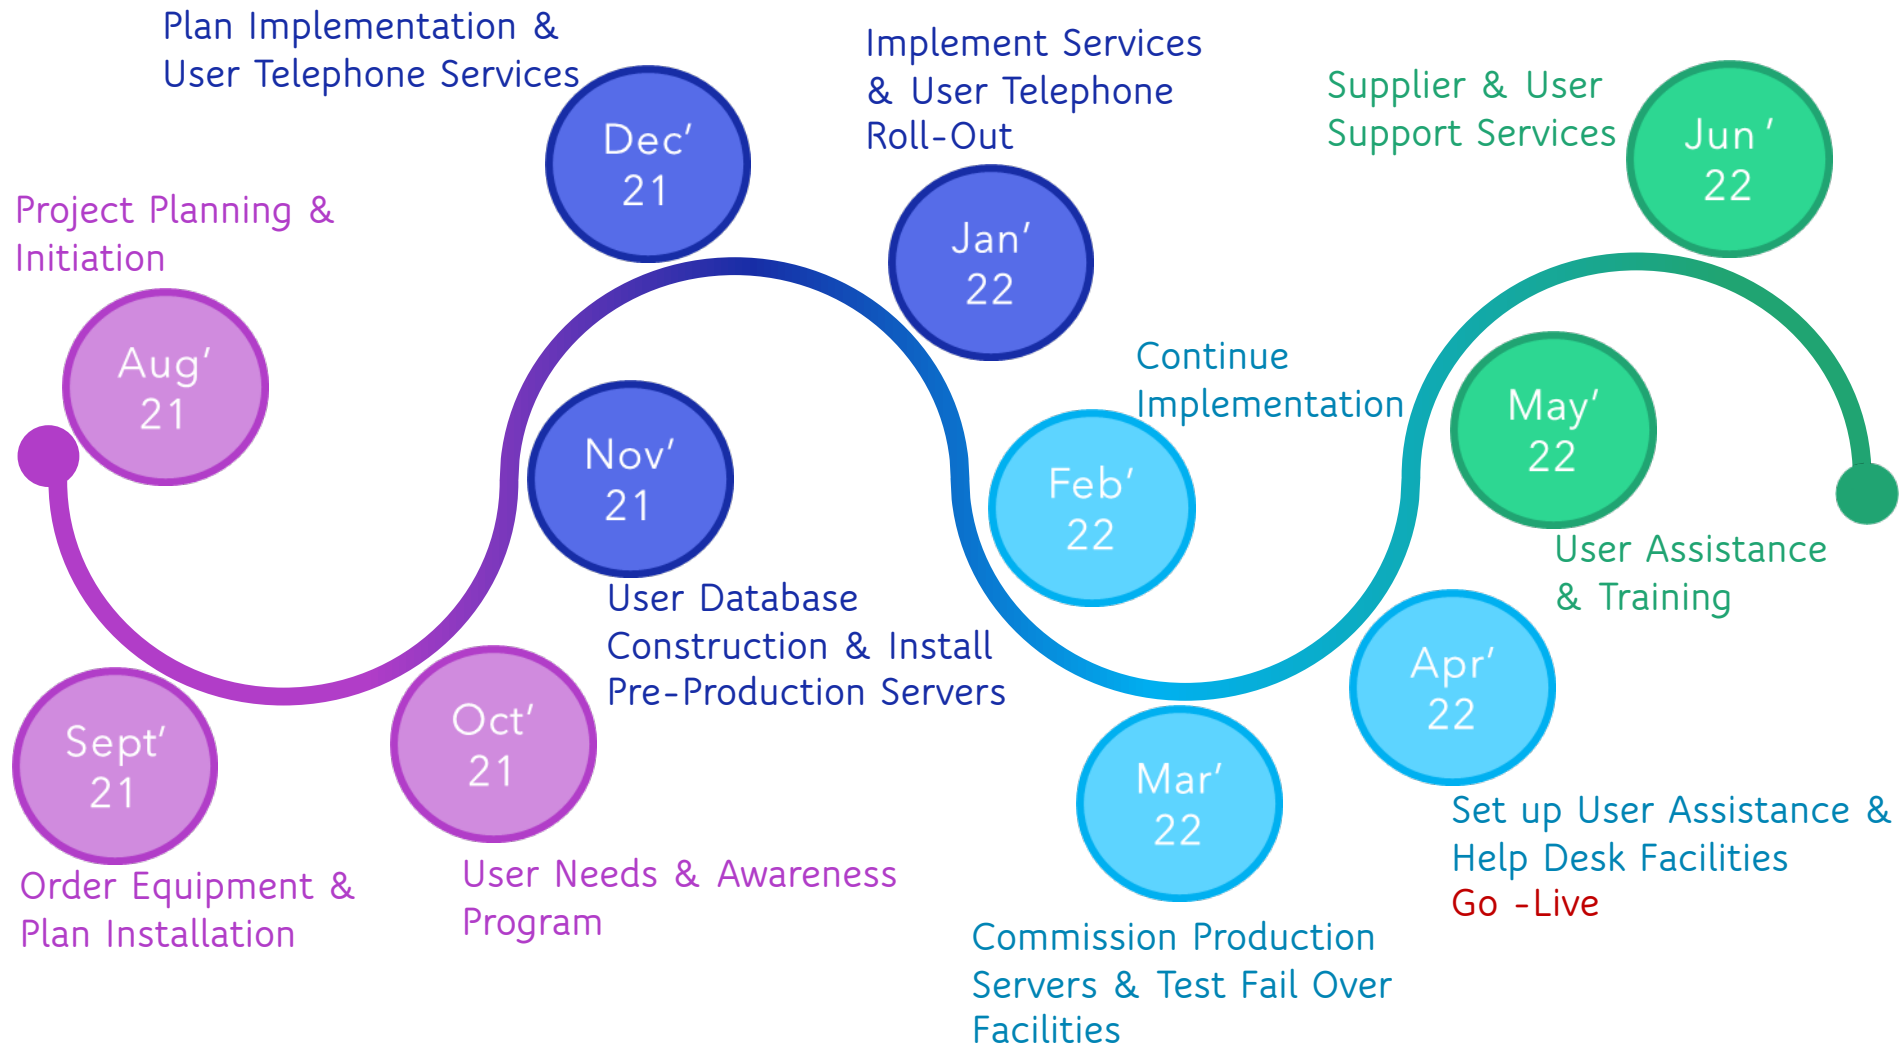 Project Planning &
Initiation
Aug'
21
Sept'
21
Order Equipment &
Plan Installation
Oct'
21
User Needs & Awareness
Program
Nov'
21
User Database
Construction & Install
Pre-Production Servers
Plan Implementation &
User Telephone Services
Dec'
21
Implement Services
& User Telephone
Roll-Out
Jan'
22
Continue
Implementation
Feb'
22
Mar'
22
Commission Production
Servers & Test Fail Over
Facilities
Apr'
22
Set up User Assistance &
Help Desk Facilities
Go -Live
May'
22
User Assistance
& Training
Supplier & User
Support Services
Jun '
22